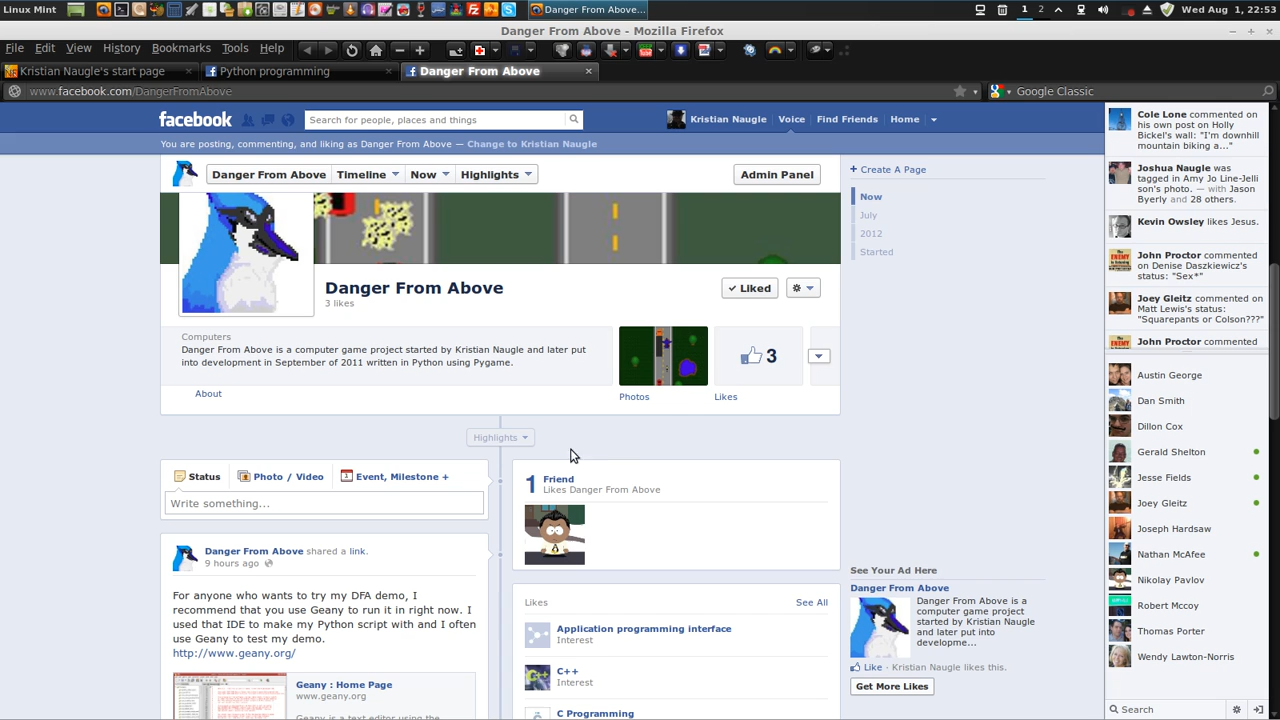 Linux Mint
Danger From Above...
1 2
Wed Aug 1 22:53
Danger From Above - Mozilla Firefox
File Edit View History Bookmarks Tools Help
Kristian Naugle's start page
Python programming
Danger From Above
www.facebook.com/DangerFromAbove
Google Classic
facebook
Search for people, places and things
Kristian Naugle Voice Find Friends Home
You are posting, commenting, and liking as Danger From Above — Change to Kristian Naugle
Danger From Above Timeline Now Highlights
Admin Panel
Danger From Above
3 likes
Liked
Computers
Danger From Above is a computer game project started by Kristian Naugle and later put
into development in September of 2011 written in Python using Pygame.
About
Photos
3
Likes
Highlights
Status Photo / Video Event, Milestone +
Write something...
Danger From Above shared a link.
9 hours ago
For anyone who wants to try my DFA demo, I
recommend that you use Geany to run it in right now. I
used that IDE to make my Python script with and I often
use Geany to test my demo.
http://www.geany.org/
Geany : Home Page
www.geany.org
Geany is a text editor using the
1 Friend
Likes Danger From Above
Likes
See All
Application programming interface
Interest
C++
Interest
C Programming
Create A Page
Now
July
2012
Started
See Your Ad Here
Danger From Above
Danger From Above is a
computer game project
started by Kristian Naugle
and later put into
developme...
Like · Kristian Naugle likes this.
Get More Likes
Cole Lone commented on
his own post on Holly
Bickel's wall: "I'm downhill
mountain biking a..."
Joshua Naugle was
tagged in Amy Jo Line-Jelli
son's photo. — with Jason
Byerly and 28 others.
Kevin Owsley likes Jesus.
John Proctor commented
on Denise Daszkiewicz's
status: "Sex*"
Joey Gleitz commented on
Matt Lewis's status:
"Squarepants or Colson???"
John Proctor commented
Austin George
Dan Smith
Dillon Cox
Gerald Shelton
Jesse Fields
Joey Gleitz
Joseph Hardsaw
Nathan McAfee
Nikolay Pavlov
Robert Mccoy
Thomas Porter
Wendy Lawton-Norris
Search